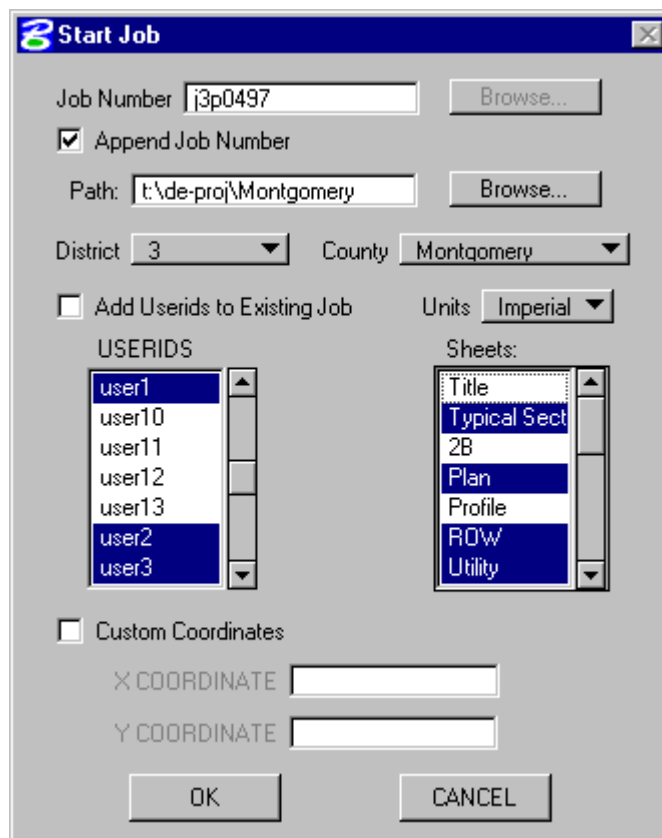 Start Job
Job Number j3p0497 Browse...
Append Job Number
Path: t:\de-proj\Montgomery Browse...
District 3 County Montgomery
Add Userids to Existing Job Units Imperial
USERIDS Sheets:
user1 Title
user10 Typical Sect
user11 2B
user12 Plan
user13 Profile
user2 ROW
user3 Utility
Custom Coordinates
X COORDINATE
Y COORDINATE
OK CANCEL